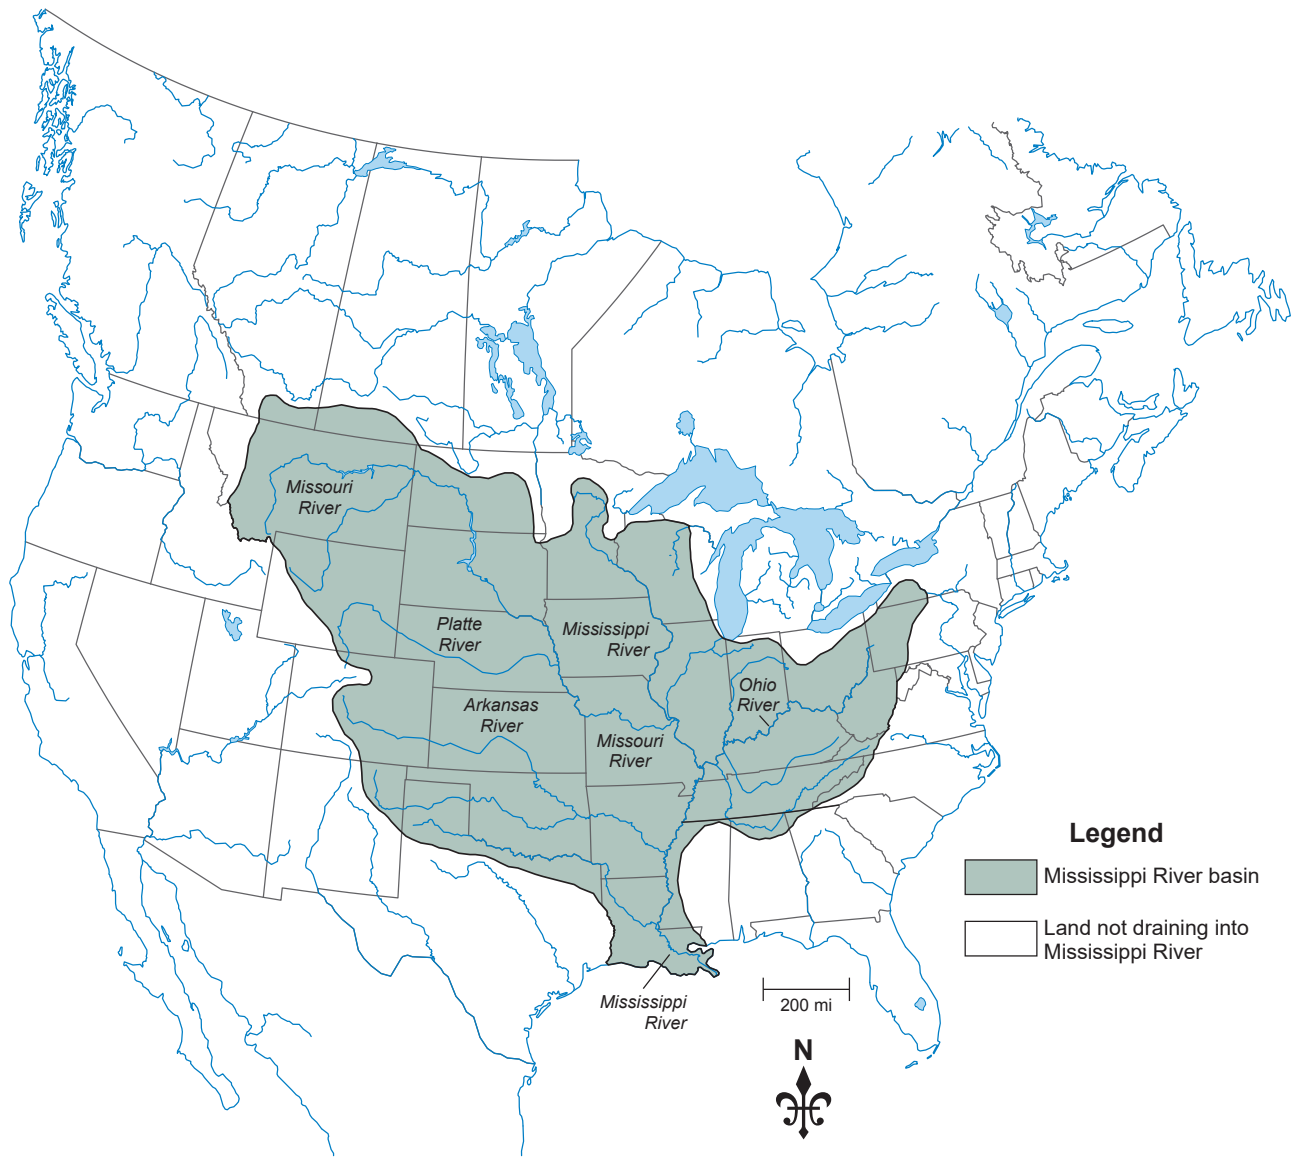 Missouri
River
Platte
River
Mississippi
River
Ohio
River
Arkansas
River
Missouri
River
Legend
Mississippi River basin
Land not draining into
Mississippi River
Mississippi
River
200 mi
N